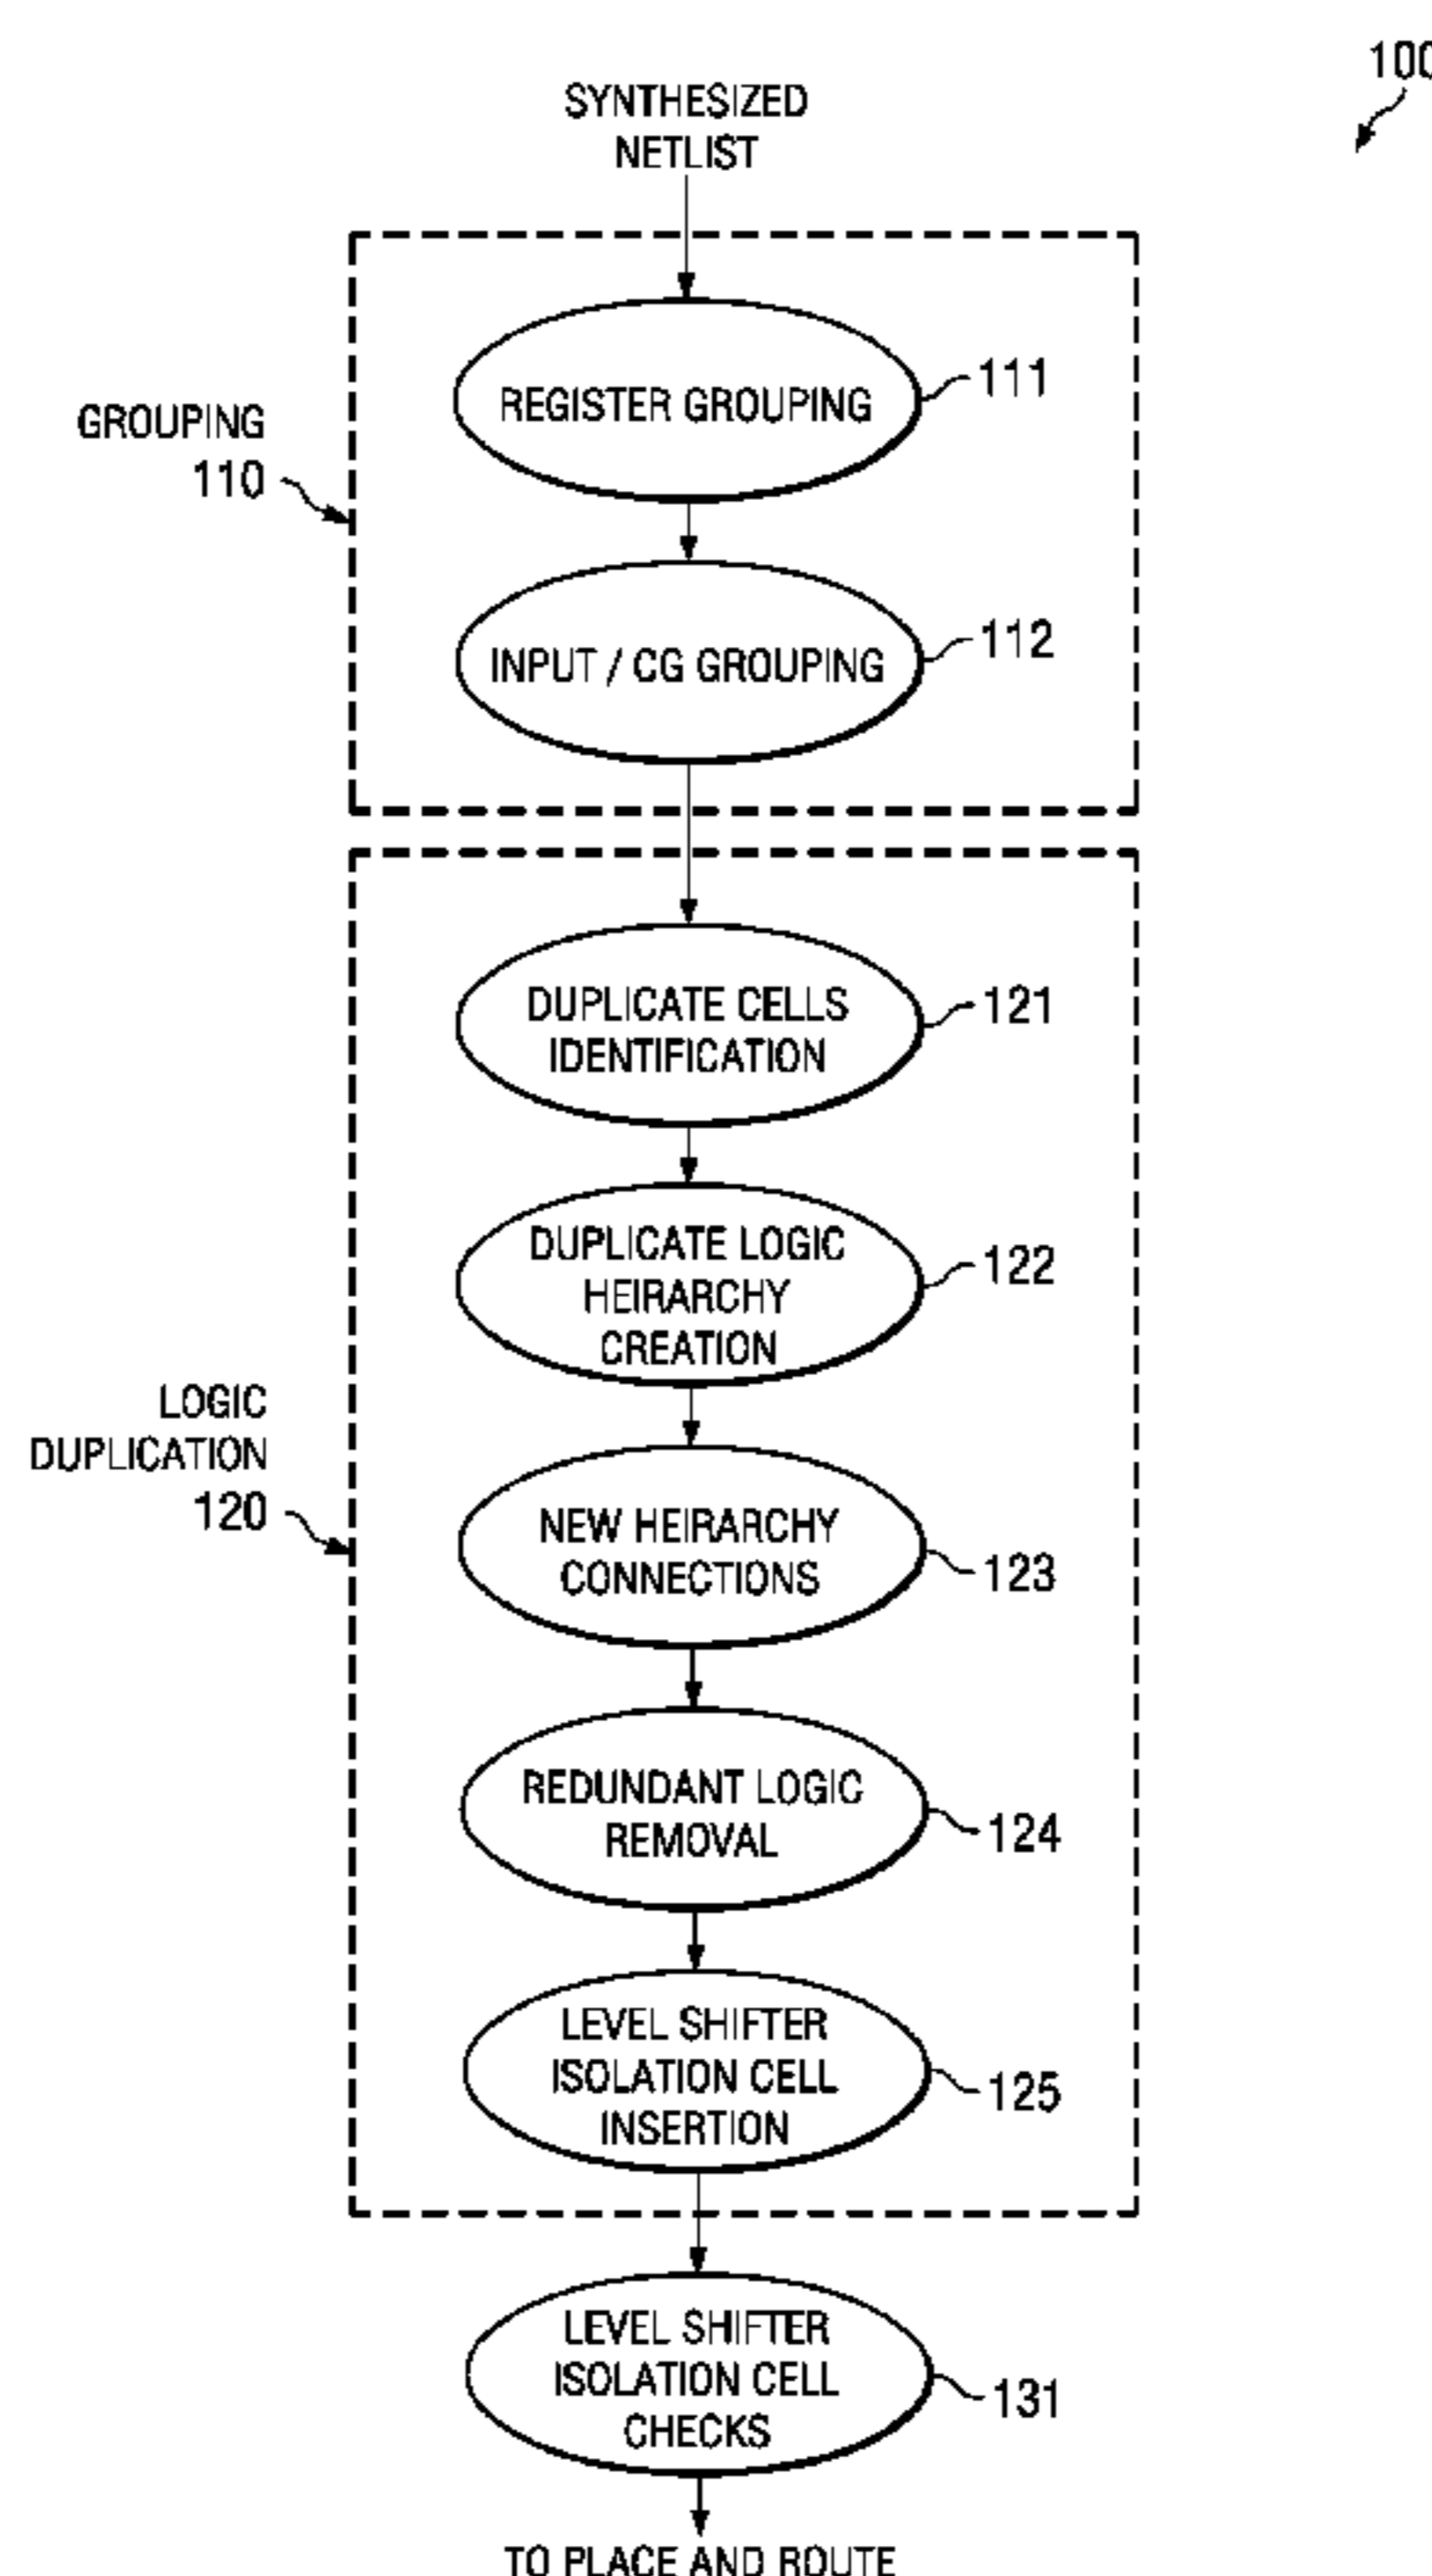 100
SYNTHESIZED
NETLIST
REGISTER GROUPING
111
GROUPING
110
INPUT / CG GROUPING
112
DUPLICATE CELLS
IDENTIFICATION
121
DUPLICATE LOGIC
HEIRARCHY
CREATION
122
LOGIC
DUPLICATION
120
NEW HEIRARCHY
CONNECTIONS
123
REDUNDANT LOGIC
REMOVAL
124
LEVEL SHIFTER
ISOLATION CELL
INSERTION
125
LEVEL SHIFTER
ISOLATION CELL
CHECKS
131
TO PLACE AND ROUTE